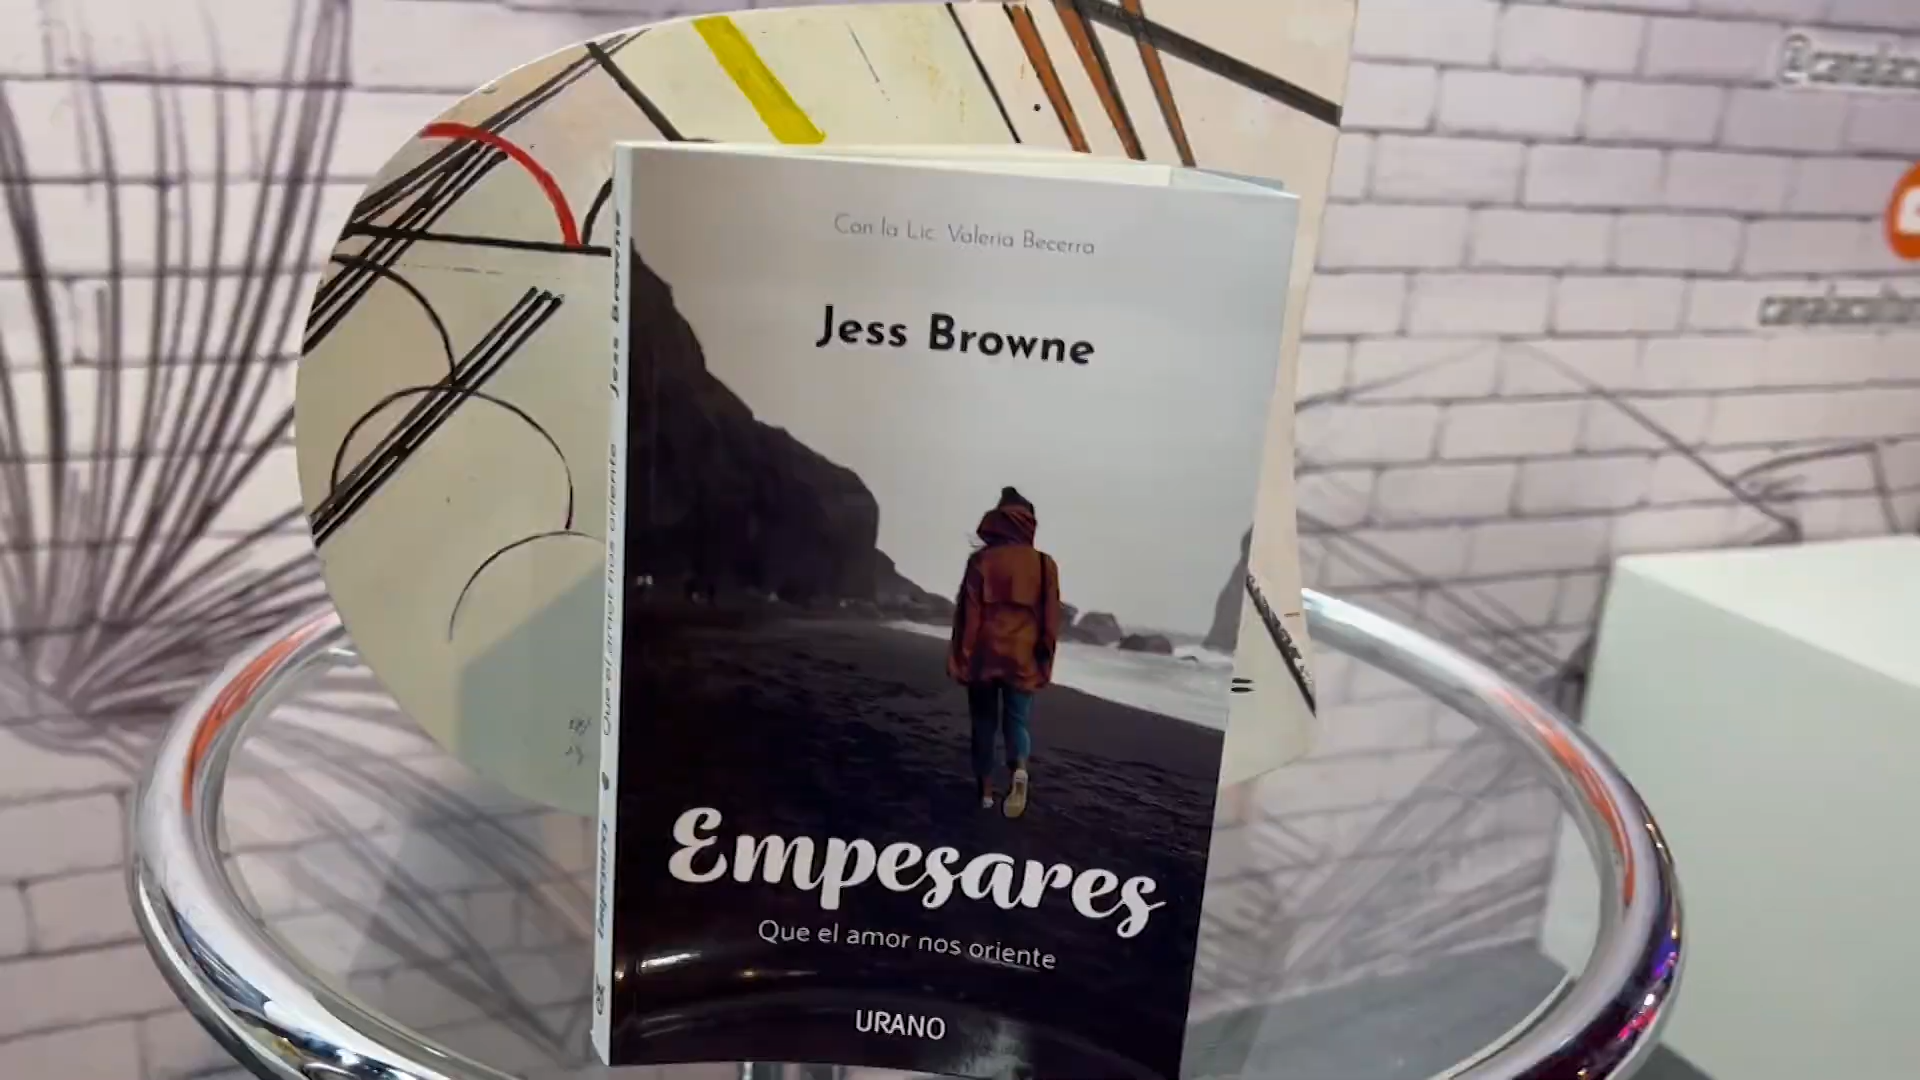 Con la Lic. Valeria Becerra
Jess Browne
Empesares
Que el amor nos oriente
URANO
Jess Browne
Que el amor nos oriente
Empesares